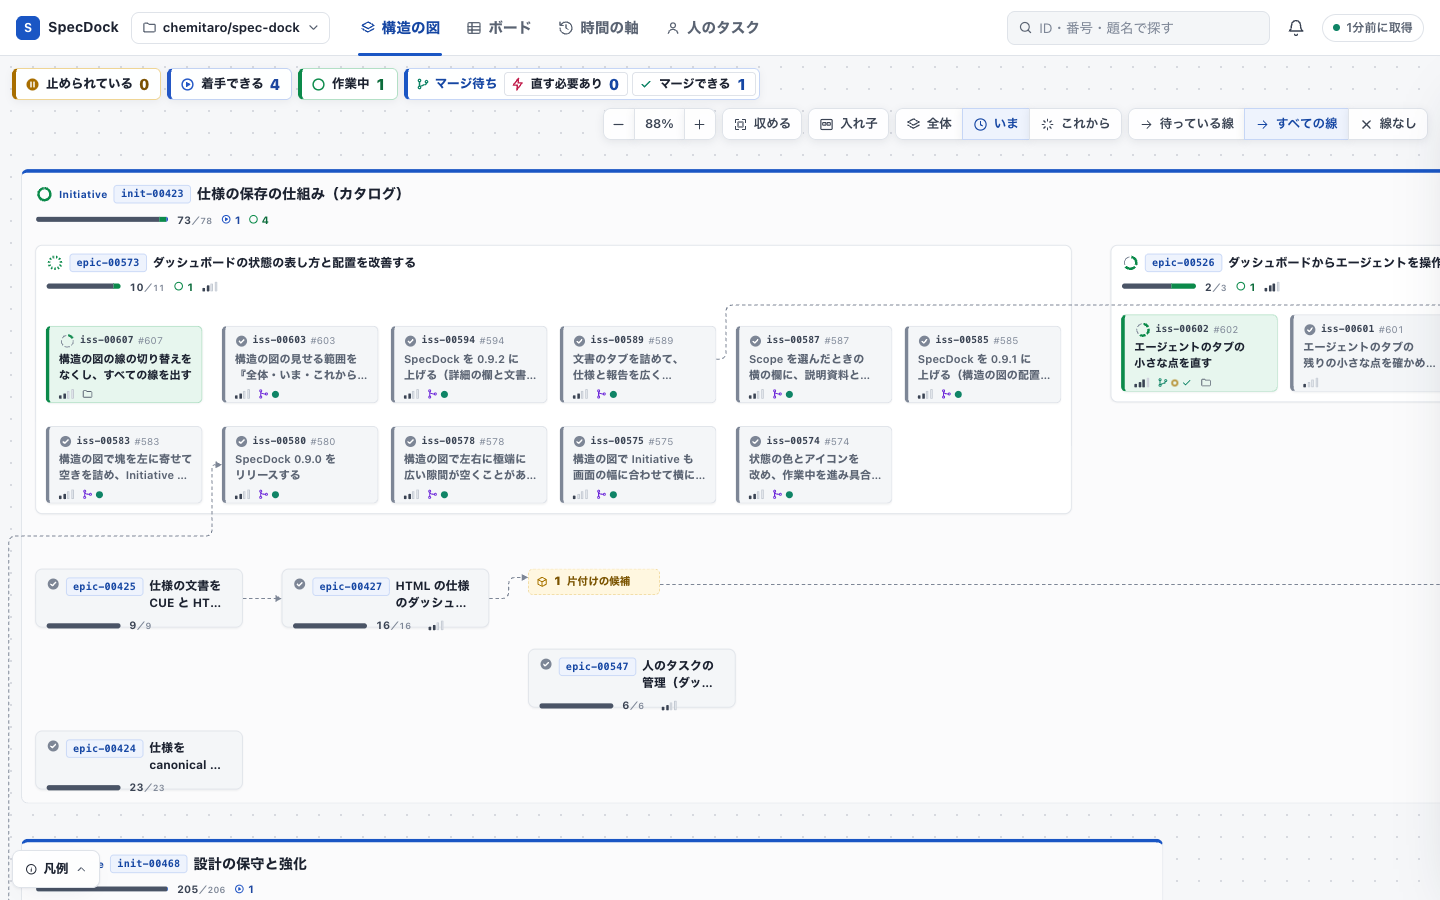 S SpecDock chemitaro/spec-dock 構造の図 ボード 時間の軸 人のタスク ID・番号・題名で探す 1分前に取得
止められている 0 着手できる 4 作業中 1 マージ待ち 直す必要あり 0 マージできる 1
88% 収める 入れ子 全体 いま これから 待っている線 すべての線 線なし
Initiative init-00423 仕様の保存の仕組み（カタログ）
73/78 1 4
epic-00573 ダッシュボードの状態の表し方と配置を改善する
10/11 1
epic-00526 ダッシュボードからエージェントを操作
2/3 1
iss-00607 #607
構造の図の線の切り替えを
なくし、すべての線を出す
iss-00603 #603
構造の図の見せる範囲を
『全体・いま・これから...
iss-00594 #594
SpecDock を 0.9.2 に
上げる（詳細の欄と文書...
iss-00589 #589
文書のタブを詰めて、
仕様と報告を広く...
iss-00587 #587
Scope を選んだときの
横の欄に、説明資料と...
iss-00585 #585
SpecDock を 0.9.1 に
上げる（構造の図の配置...
iss-00602 #602
エージェントのタブの
小さな点を直す
iss-00601 #601
エージェントのタブの
残りの小さな点を確かめ...
iss-00583 #583
構造の図で塊を左に寄せて
空きを詰め、Initiative ...
iss-00580 #580
SpecDock 0.9.0 を
リリースする
iss-00578 #578
構造の図で左右に極端に
広い隙間が空くことがあ...
iss-00575 #575
構造の図で Initiative も
画面の幅に合わせて横に...
iss-00574 #574
状態の色とアイコンを
改め、作業中を進み具合...
epic-00425 仕様の文書を
CUE と HT...
9/9
epic-00427 HTML の仕様
のダッシュ...
16/16
1 片付けの候補
epic-00547 人のタスクの
管理（ダッ...
6/6
epic-00424 仕様を
canonical ...
23/23
e init-00468 設計の保守と強化
凡例
205/206 1